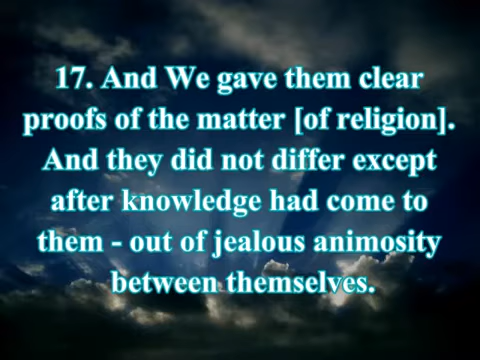 17. And We gave them clear
proofs of the matter [of religion].
And they did not differ except
after knowledge had come to
them - out of jealous animosity
between themselves.